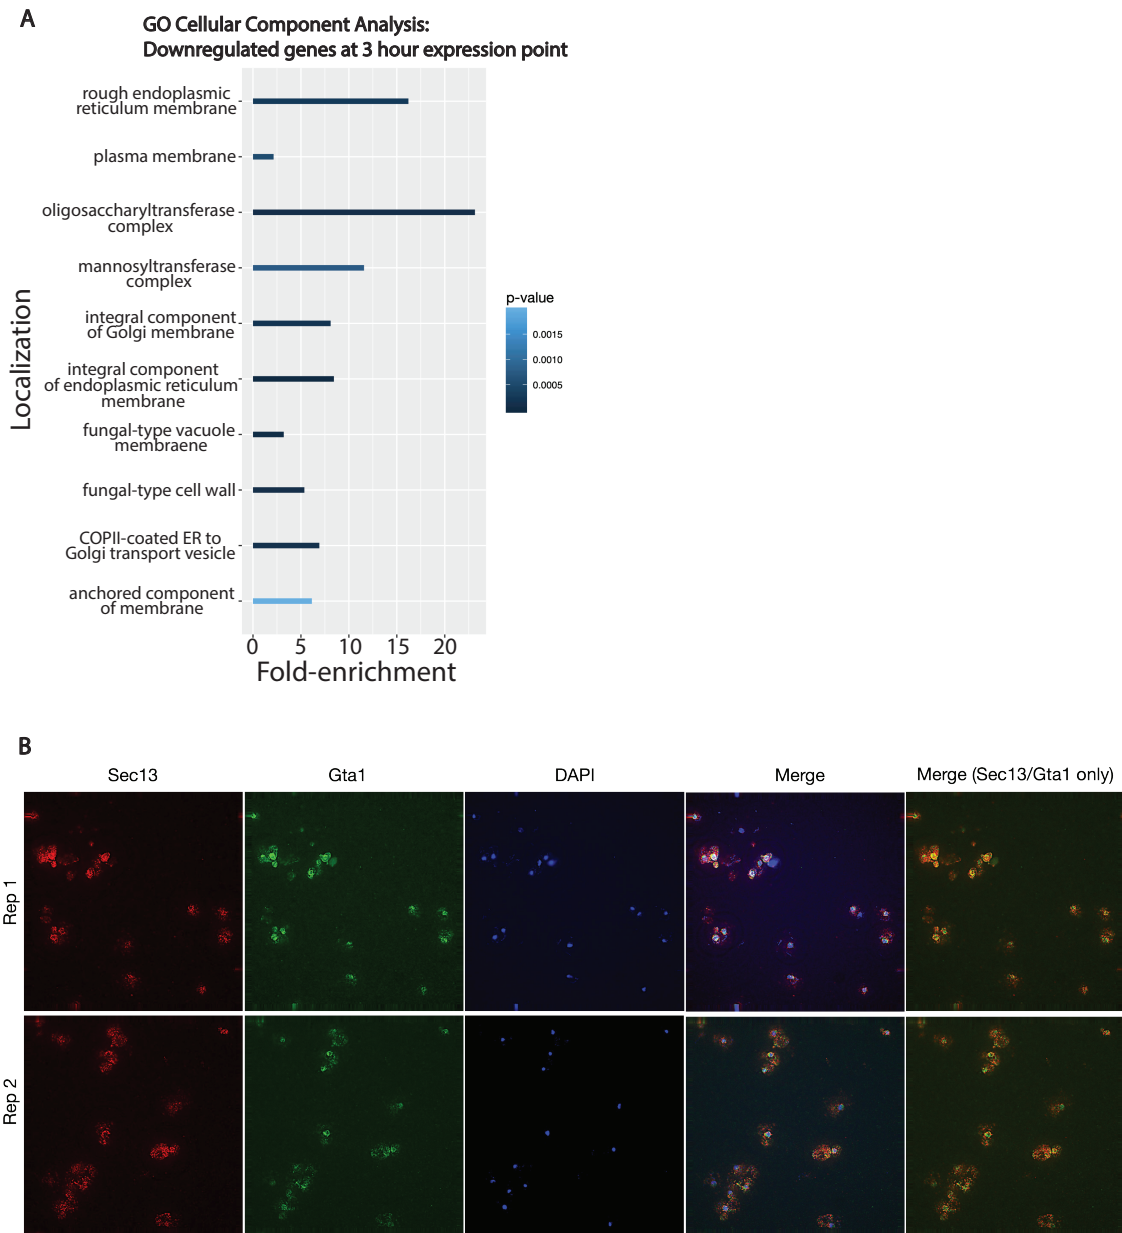 A
GO Cellular Component Analysis:
Downregulated genes at 3 hour expression point
Localization
rough endoplasmic
reticulum membrane
plasma membrane
oligosaccharyltransferase
complex
mannosyltransferase
complex
integral component
of Golgi membrane
integral component
of endoplasmic reticulum
membrane
fungal-type vacuole
membraene
fungal-type cell wall
COPII-coated ER to
Golgi transport vesicle
anchored component
of membrane
0 5 10 15 20
Fold-enrichment
p-value
0.0015
0.0010
0.0005
B
Sec13 Gta1 DAPI Merge Merge (Sec13/Gta1 only)
Rep 1
Rep 2